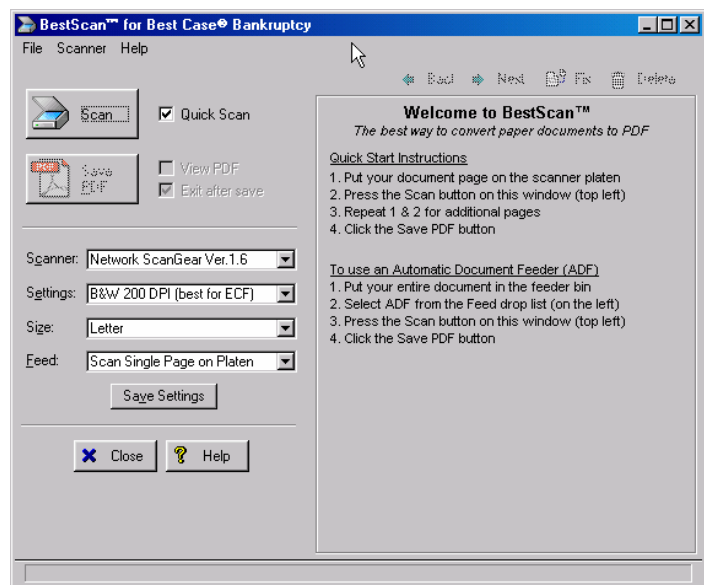 BestScan™ for Best Case® Bankruptcy
File Scanner Help
Back Next Fix Delete
Scan
Quick Scan
Save PDF
View PDF
Exit after save
Scanner: Network ScanGear Ver.1.6
Settings: B&W 200 DPI (best for ECF)
Size: Letter
Feed: Scan Single Page on Platen
Save Settings
Close
Help
Welcome to BestScan™
The best way to convert paper documents to PDF
Quick Start Instructions
1. Put your document page on the scanner platen
2. Press the Scan button on this window (top left)
3. Repeat 1 & 2 for additional pages
4. Click the Save PDF button
To use an Automatic Document Feeder (ADF)
1. Put your entire document in the feeder bin
2. Select ADF from the Feed drop list (on the left)
3. Press the Scan button on this window (top left)
4. Click the Save PDF button